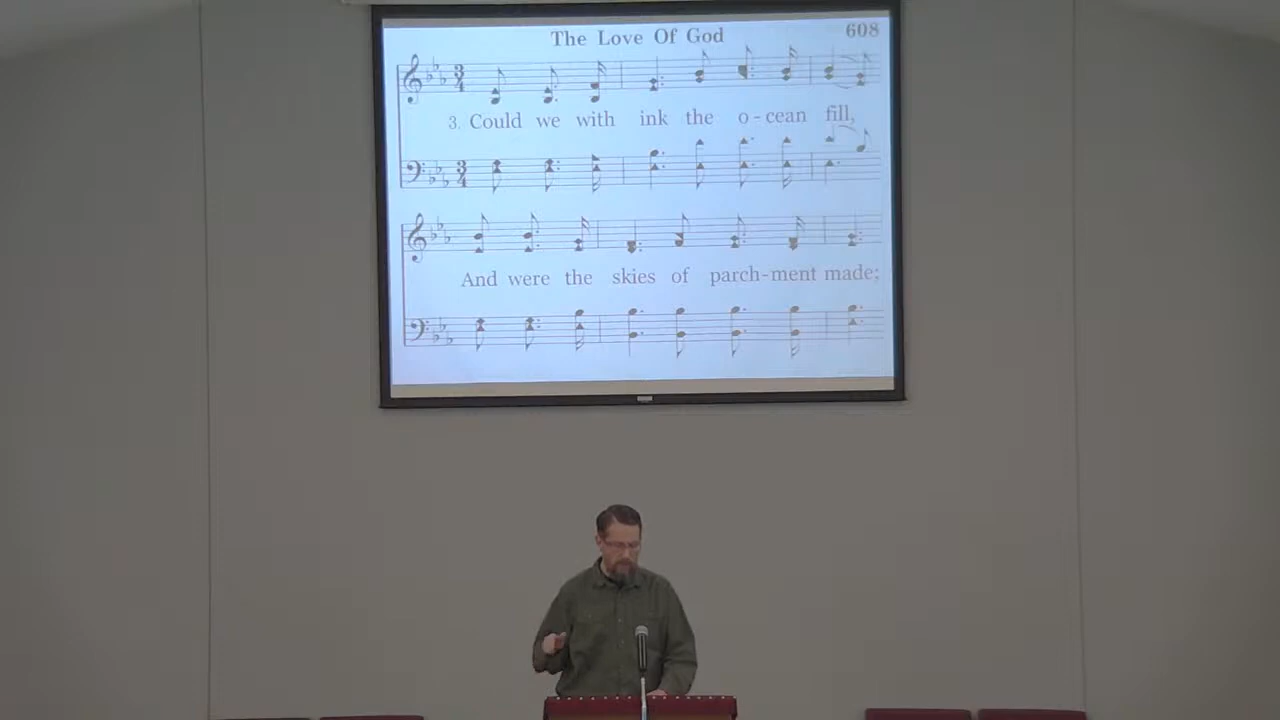 The Love Of God 608
3. Could we with ink the o-cean fill,
And were the skies of parch-ment made;